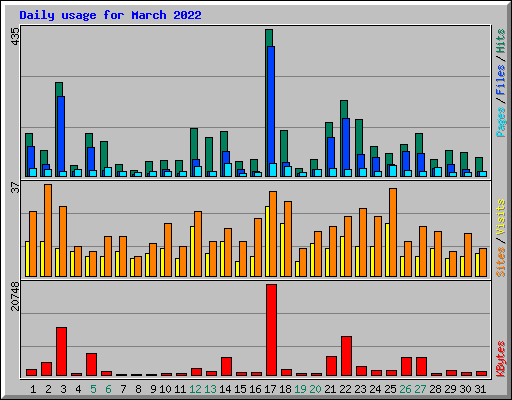 Daily usage for March 2022
435
Pages / Files / Hits
37
Sites / Visits
20748
KBytes
1 2 3 4 5 6 7 8 9 10 11 12 13 14 15 16 17 18 19 20 21 22 23 24 25 26 27 28 29 30 31